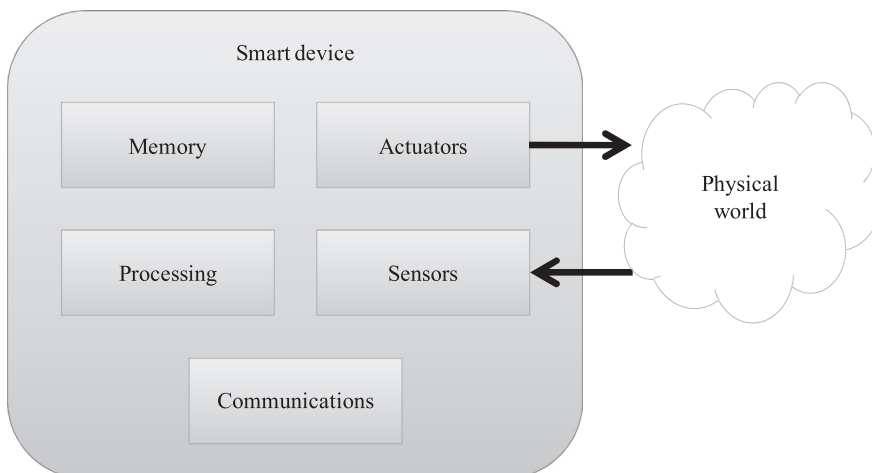 Smart device
Memory
Actuators
Physical
world
Processing
Sensors
Communications